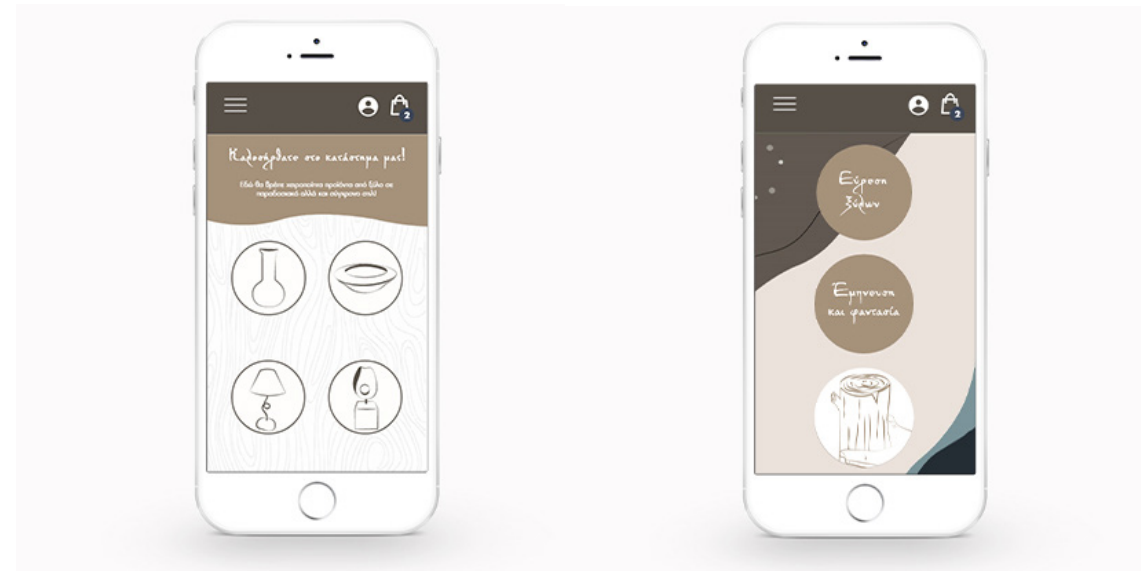 2
Καλοσήρθατε στο κατάστημα μας!
Εδώ θα βρείτε χειροποίητα προϊόντα από ξύλο σε
παραδοσιακό αλλά και σύγχρονο στιλ!
2
Εύρεση
ξύλων
Έμπνευση
και φαντασία